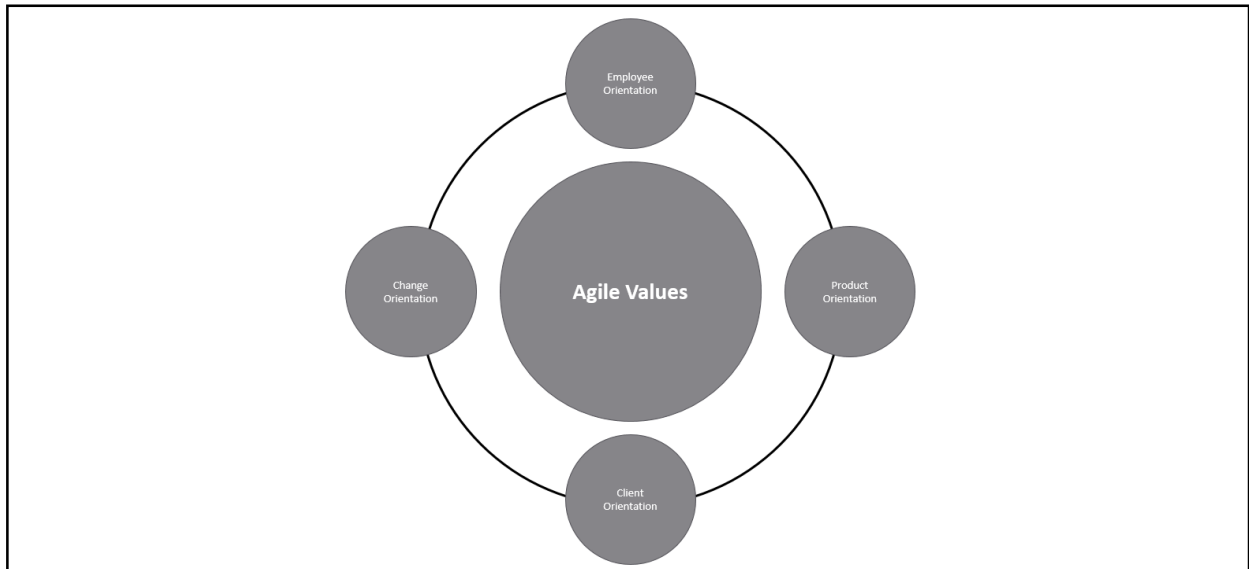 Employee
Orientation
Change
Orientation
Agile Values
Product
Orientation
Client
Orientation